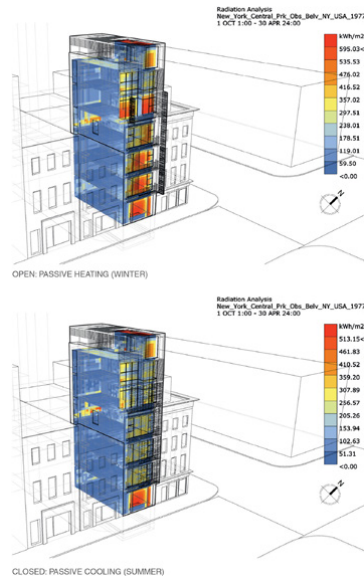 Radiation Analysis
New_York_Central_Prk_Obs_Belv_NY_USA_1977
1 OCT 1:00 - 30 APR 24:00
kWh/m2
595.03<
535.53
476.02
416.52
357.02
297.51
238.01
178.51
119.01
59.50
<0.00
N
OPEN: PASSIVE HEATING (WINTER)
Radiation Analysis
New_York_Central_Prk_Obs_Belv_NY_USA_1977
1 OCT 1:00 - 30 APR 24:00
kWh/m2
513.15<
461.83
410.52
359.20
307.89
256.57
205.26
153.94
102.63
51.31
<0.00
N
CLOSED: PASSIVE COOLING (SUMMER)